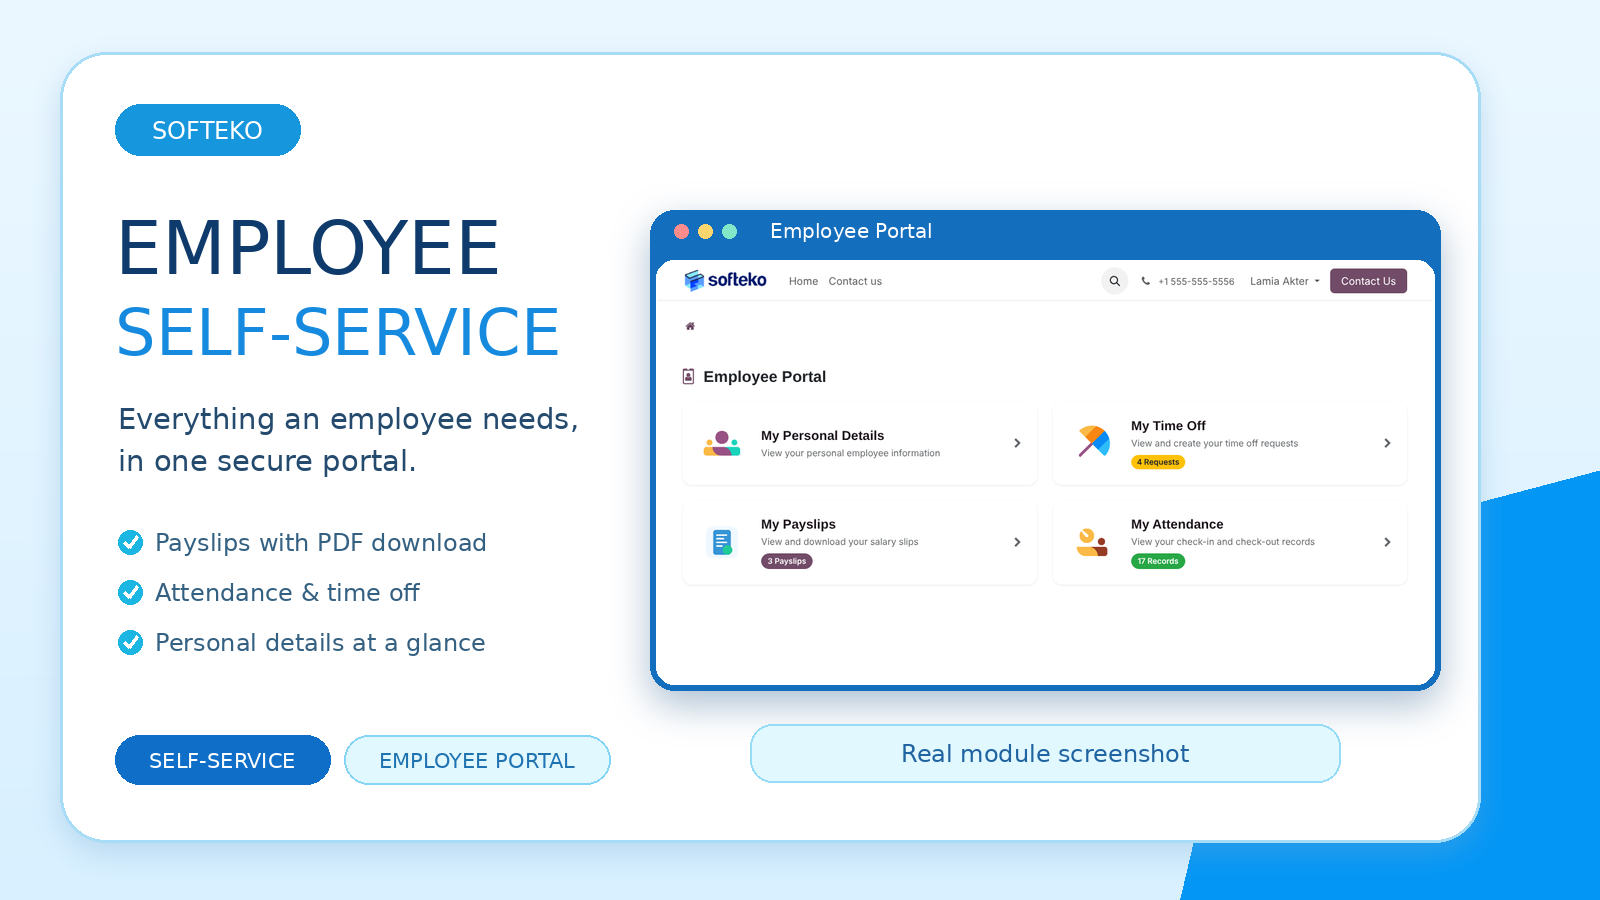 SOFTEKO
EMPLOYEE
SELF-SERVICE
Everything an employee needs,
in one secure portal.
Payslips with PDF download
Attendance & time off
Personal details at a glance
SELF-SERVICE
EMPLOYEE PORTAL
Employee Portal
softeko
Home
Contact us
+1 555-555-5556
Lamia Akter
Contact Us
Employee Portal
My Personal Details
View your personal employee information
My Time Off
View and create your time off requests
4 Requests
My Payslips
View and download your salary slips
3 Payslips
My Attendance
View your check-in and check-out records
17 Records
Real module screenshot